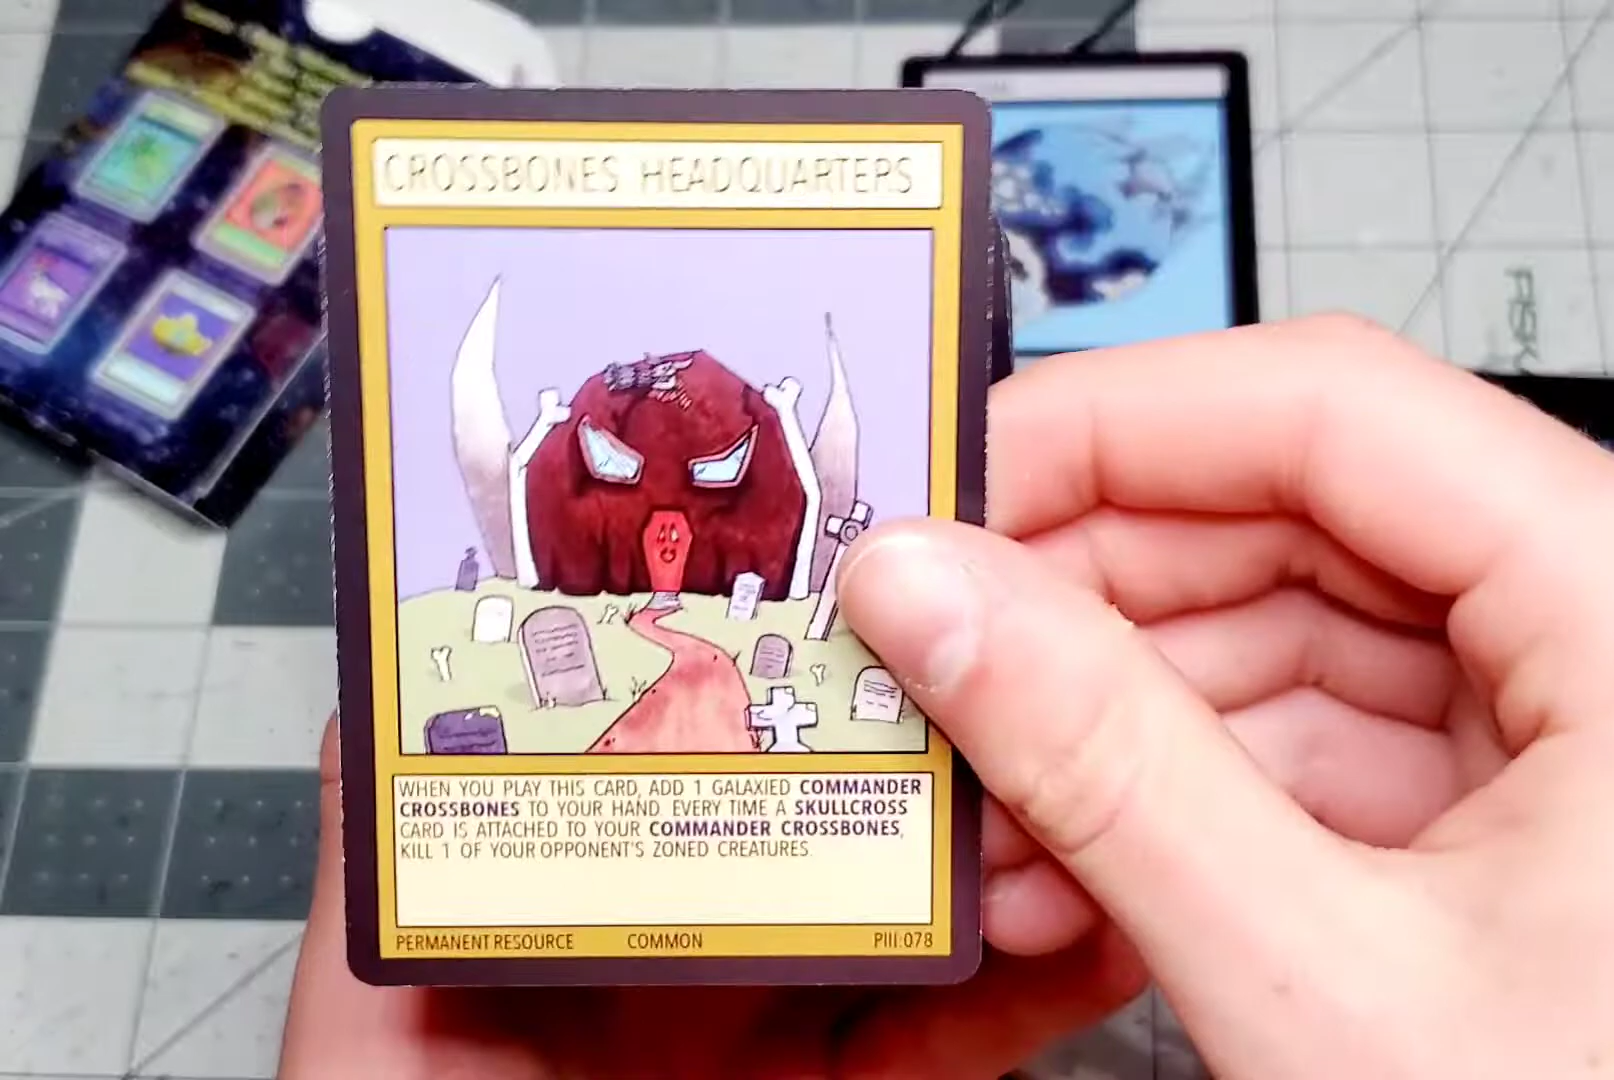 CROSSBONES HEADQUARTERS
WHEN YOU PLAY THIS CARD, ADD 1 GALAXIED COMMANDER
CROSSBONES TO YOUR HAND. EVERY TIME A SKULLCROSS
CARD IS ATTACHED TO YOUR COMMANDER CROSSBONES,
KILL 1 OF YOUR OPPONENT'S ZONED CREATURES.
PERMANENT RESOURCE COMMON PIII:078